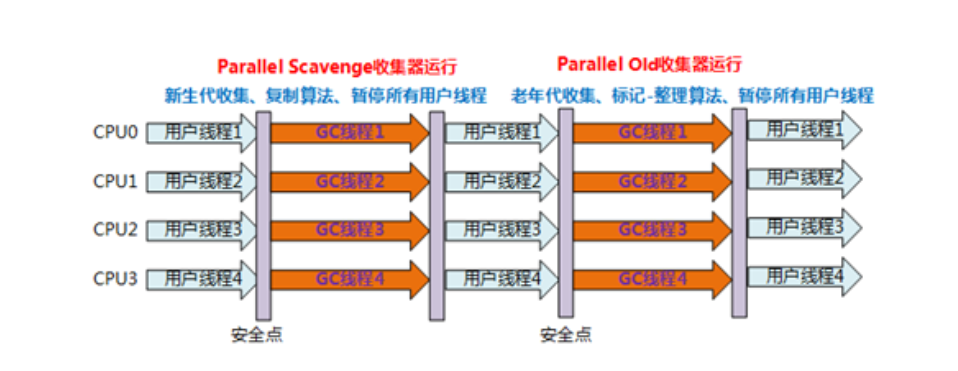 Parallel Scavenge收集器运行 Parallel Old收集器运行
新生代收集、复制算法、暂停所有用户线程 老年代收集、标记-整理算法、暂停所有用户线程
CPU0 用户线程1 GC线程1 用户线程1 GC线程1 用户线程1
CPU1 用户线程2 GC线程2 用户线程2 GC线程2 用户线程2
CPU2 用户线程3 GC线程3 用户线程3 GC线程3 用户线程3
CPU3 用户线程4 GC线程4 用户线程4 GC线程4 用户线程4
安全点 安全点